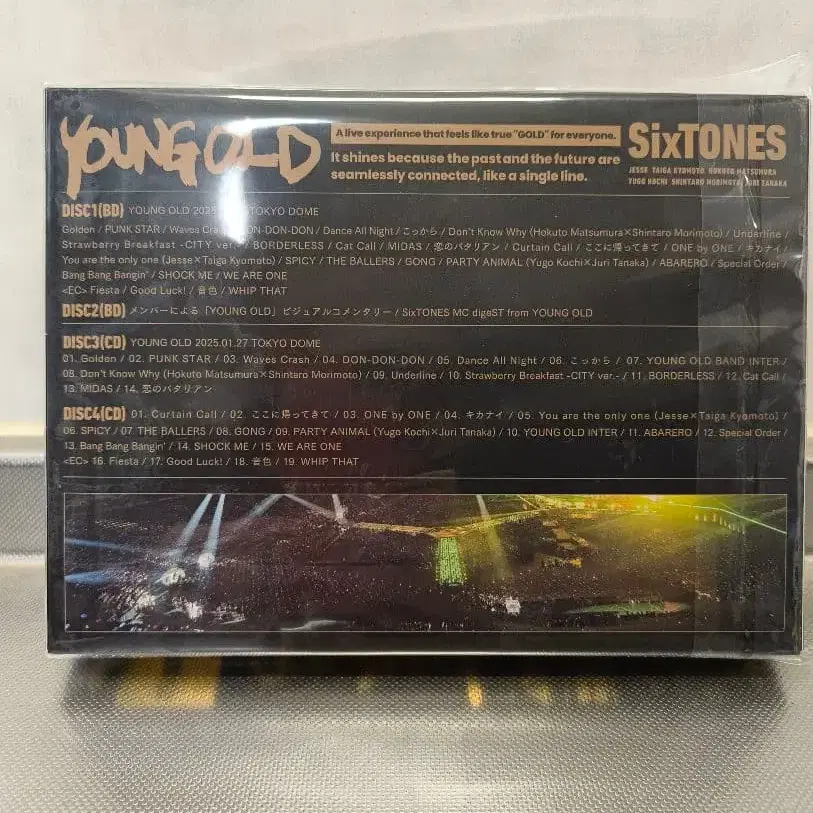 YOUNG OLD
A live experience that feels like true "GOLD" for everyone.
It shines because the past and the future are
seamlessly connected, like a single line.
SixTONES
JESSE TAIGA KYOMOTO HOKUTO MATSUMURA
YUGO KOCHI SHINTARO MORIMOTO JURI TANAKA
DISC1(BD) YOUNG OLD 2025 TOKYO DOME
Golden / PUNK STAR / Waves Crash / DON-DON-DON / Dance All Night / こっから / Don't Know Why (Hokuto Matsumura×Shintaro Morimoto) / Underline /
Strawberry Breakfast -CITY ver.- / BORDERLESS / Cat Call / MIDAS / 恋のバタリアン / Curtain Call / ここに帰ってきて / ONE by ONE / キカナイ /
You are the only one (Jesse×Taiga Kyomoto) / SPICY / THE BALLERS / GONG / PARTY ANIMAL (Yugo Kochi×Juri Tanaka) / ABARERO / Special Order /
Bang Bang Bangin' / SHOCK ME / WE ARE ONE
<EC> Fiesta / Good Luck! / 音色 / WHIP THAT
DISC2(BD) メンバーによる「YOUNG OLD」ビジュアルコメンタリー / SixTONES MC digeST from YOUNG OLD
DISC3(CD) YOUNG OLD 2025.01.27 TOKYO DOME
01. Golden / 02. PUNK STAR / 03. Waves Crash / 04. DON-DON-DON / 05. Dance All Night / 06. こっから / 07. YOUNG OLD BAND INTER /
08. Don't Know Why (Hokuto Matsumura×Shintaro Morimoto) / 09. Underline / 10. Strawberry Breakfast -CITY ver.- / 11. BORDERLESS / 12. Cat Call /
13. MIDAS / 14. 恋のバタリアン
DISC4(CD) 01. Curtain Call / 02. ここに帰ってきて / 03. ONE by ONE / 04. キカナイ / 05. You are the only one (Jesse×Taiga Kyomoto) /
06. SPICY / 07. THE BALLERS / 08. GONG / 09. PARTY ANIMAL (Yugo Kochi×Juri Tanaka) / 10. YOUNG OLD INTER / 11. ABARERO / 12. Special Order /
13. Bang Bang Bangin' / 14. SHOCK ME / 15. WE ARE ONE
<EC> 16. Fiesta / 17. Good Luck! / 18. 音色 / 19. WHIP THAT